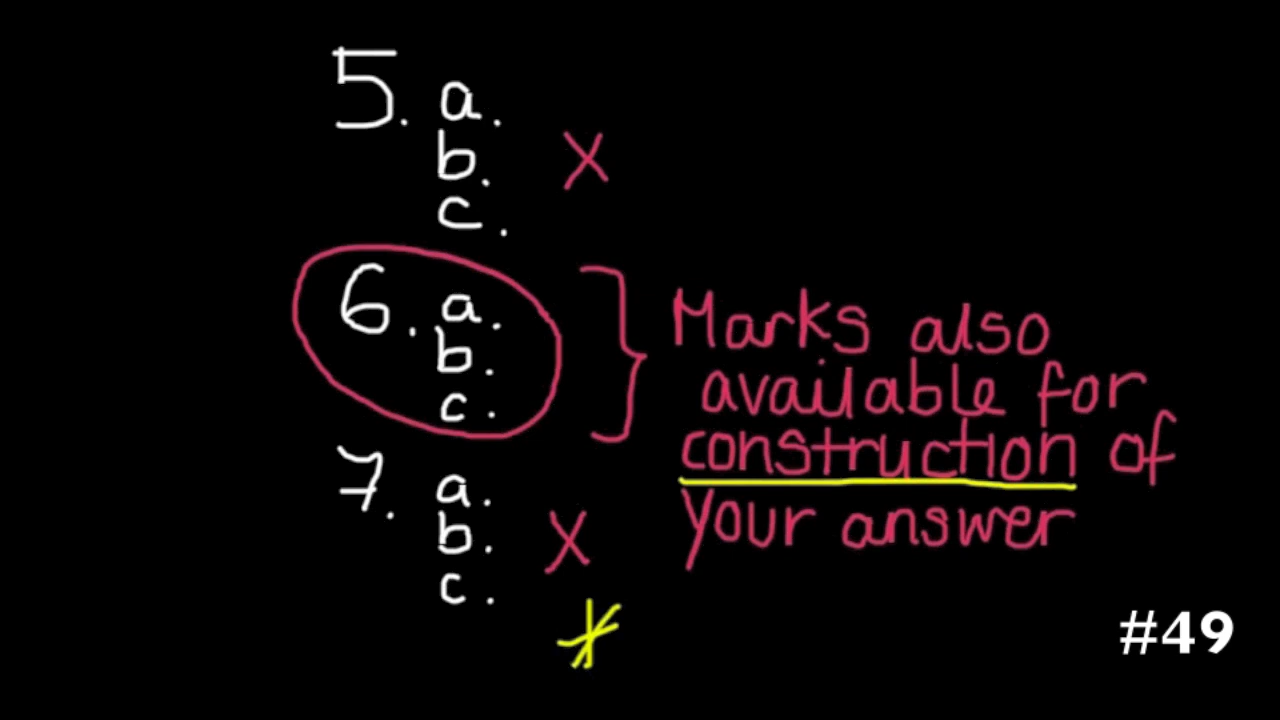 5. a.
b. X
c.
6. a.
b.
c.
Marks also
available for
construction of
your answer
7. a.
b. X
c.
#49